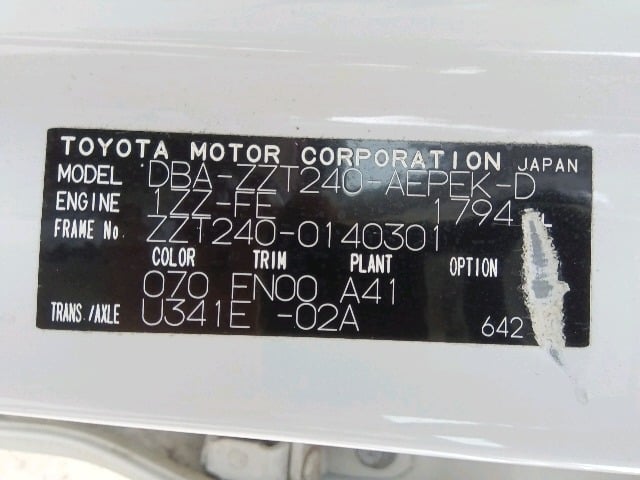 TOYOTA MOTOR CORPORATION JAPAN
MODEL DBA-ZZT240-AEPEK-D
ENGINE 1ZZ-FE 1794 L
FRAME No. ZZT240-0140301
COLOR TRIM PLANT OPTION
070 EN00 A41
TRANS./AXLE U341E -02A
642